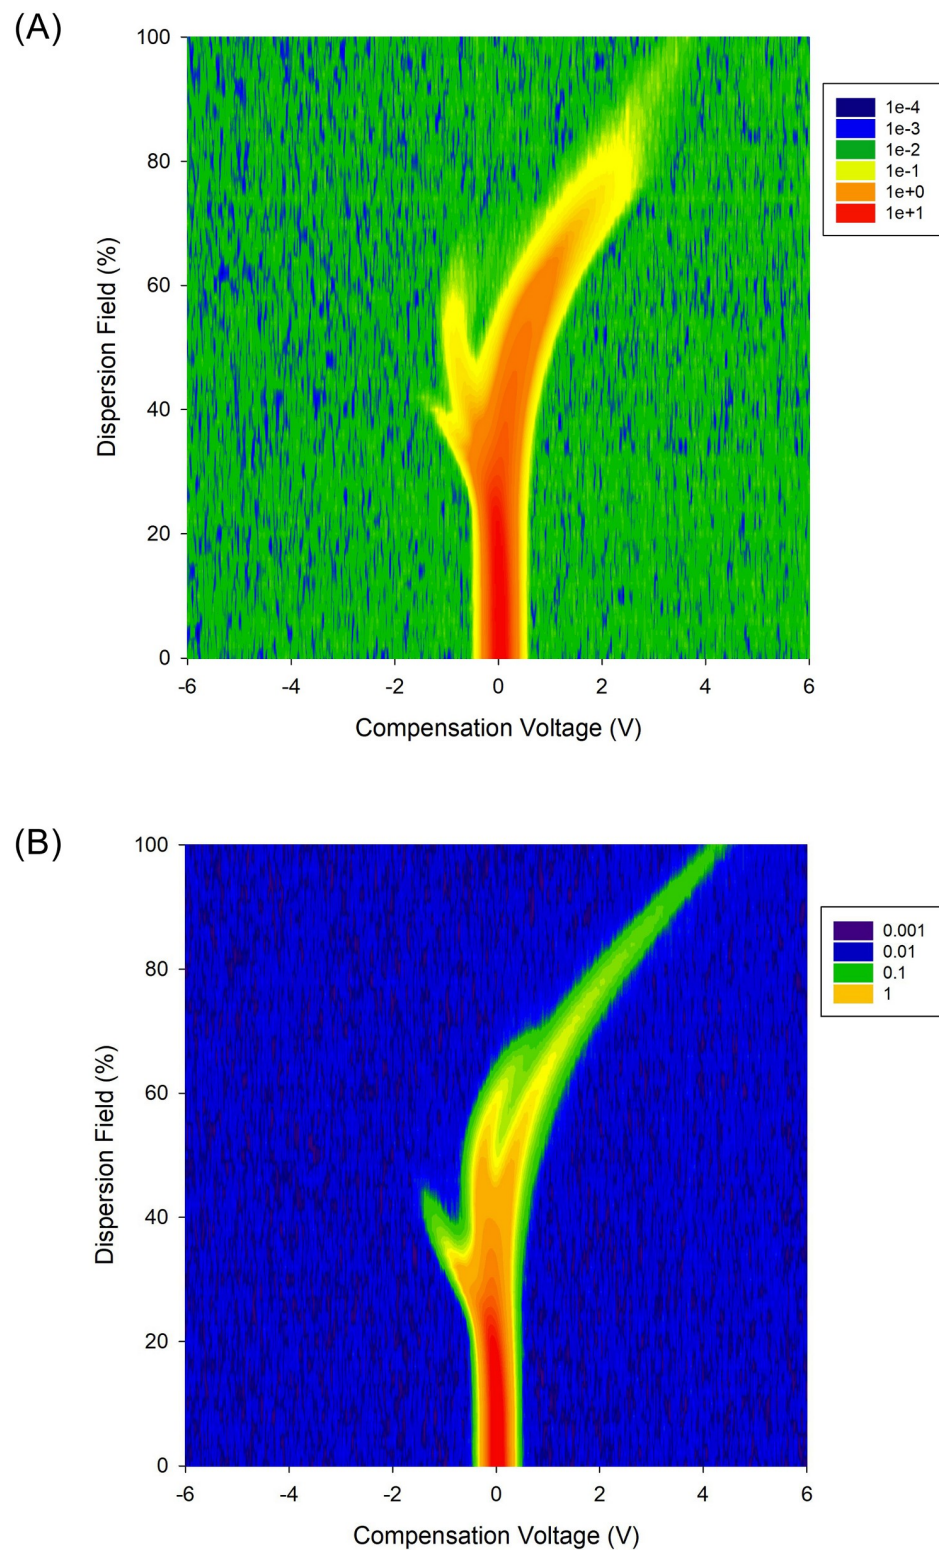 (A)
100
80
60
40
20
0
Dispersion Field (%)
-6 -4 -2 0 2 4 6
Compensation Voltage (V)
1e-4
1e-3
1e-2
1e-1
1e+0
1e+1
(B)
100
80
60
40
20
0
Dispersion Field (%)
-6 -4 -2 0 2 4 6
Compensation Voltage (V)
0.001
0.01
0.1
1